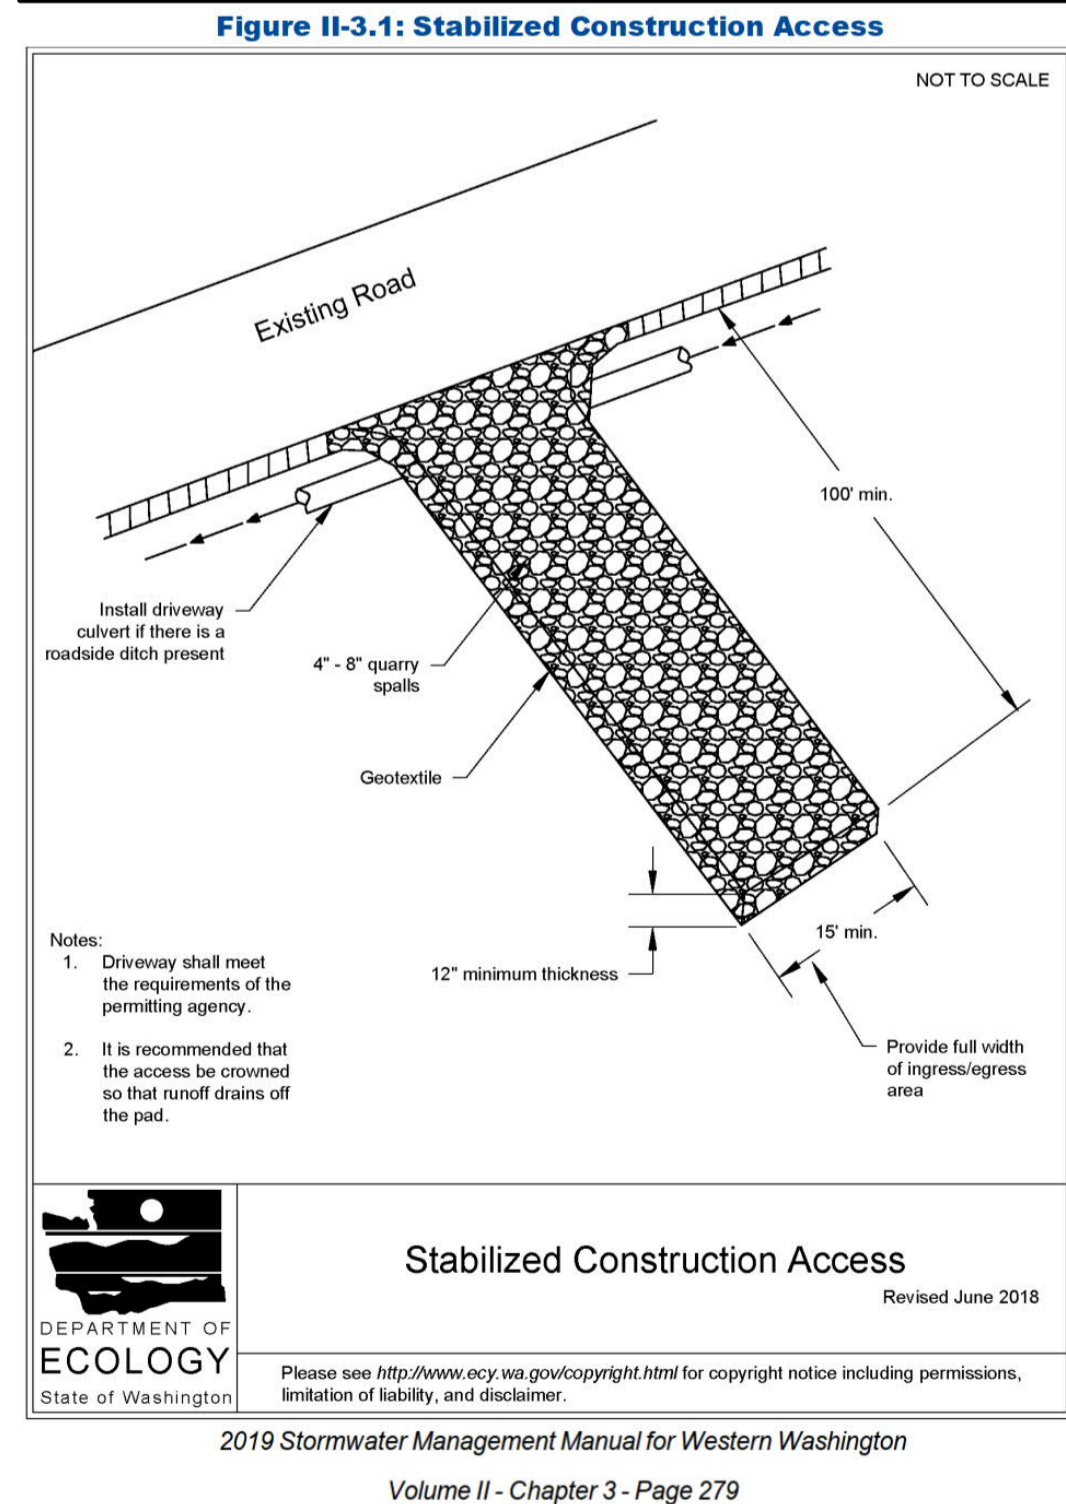 Figure II-3.1: Stabilized Construction Access
NOT TO SCALE
Existing Road
100' min.
Install driveway
culvert if there is a
roadside ditch present
4" - 8" quarry
spalls
Geotextile
15' min.
12" minimum thickness
Provide full width
of ingress/egress
area
Notes:
1. Driveway shall meet
the requirements of the
permitting agency.
2. It is recommended that
the access be crowned
so that runoff drains off
the pad.
DEPARTMENT OF
ECOLOGY
State of Washington
Stabilized Construction Access
Revised June 2018
Please see http://www.ecy.wa.gov/copyright.html for copyright notice including permissions,
limitation of liability, and disclaimer.
2019 Stormwater Management Manual for Western Washington
Volume II - Chapter 3 - Page 279